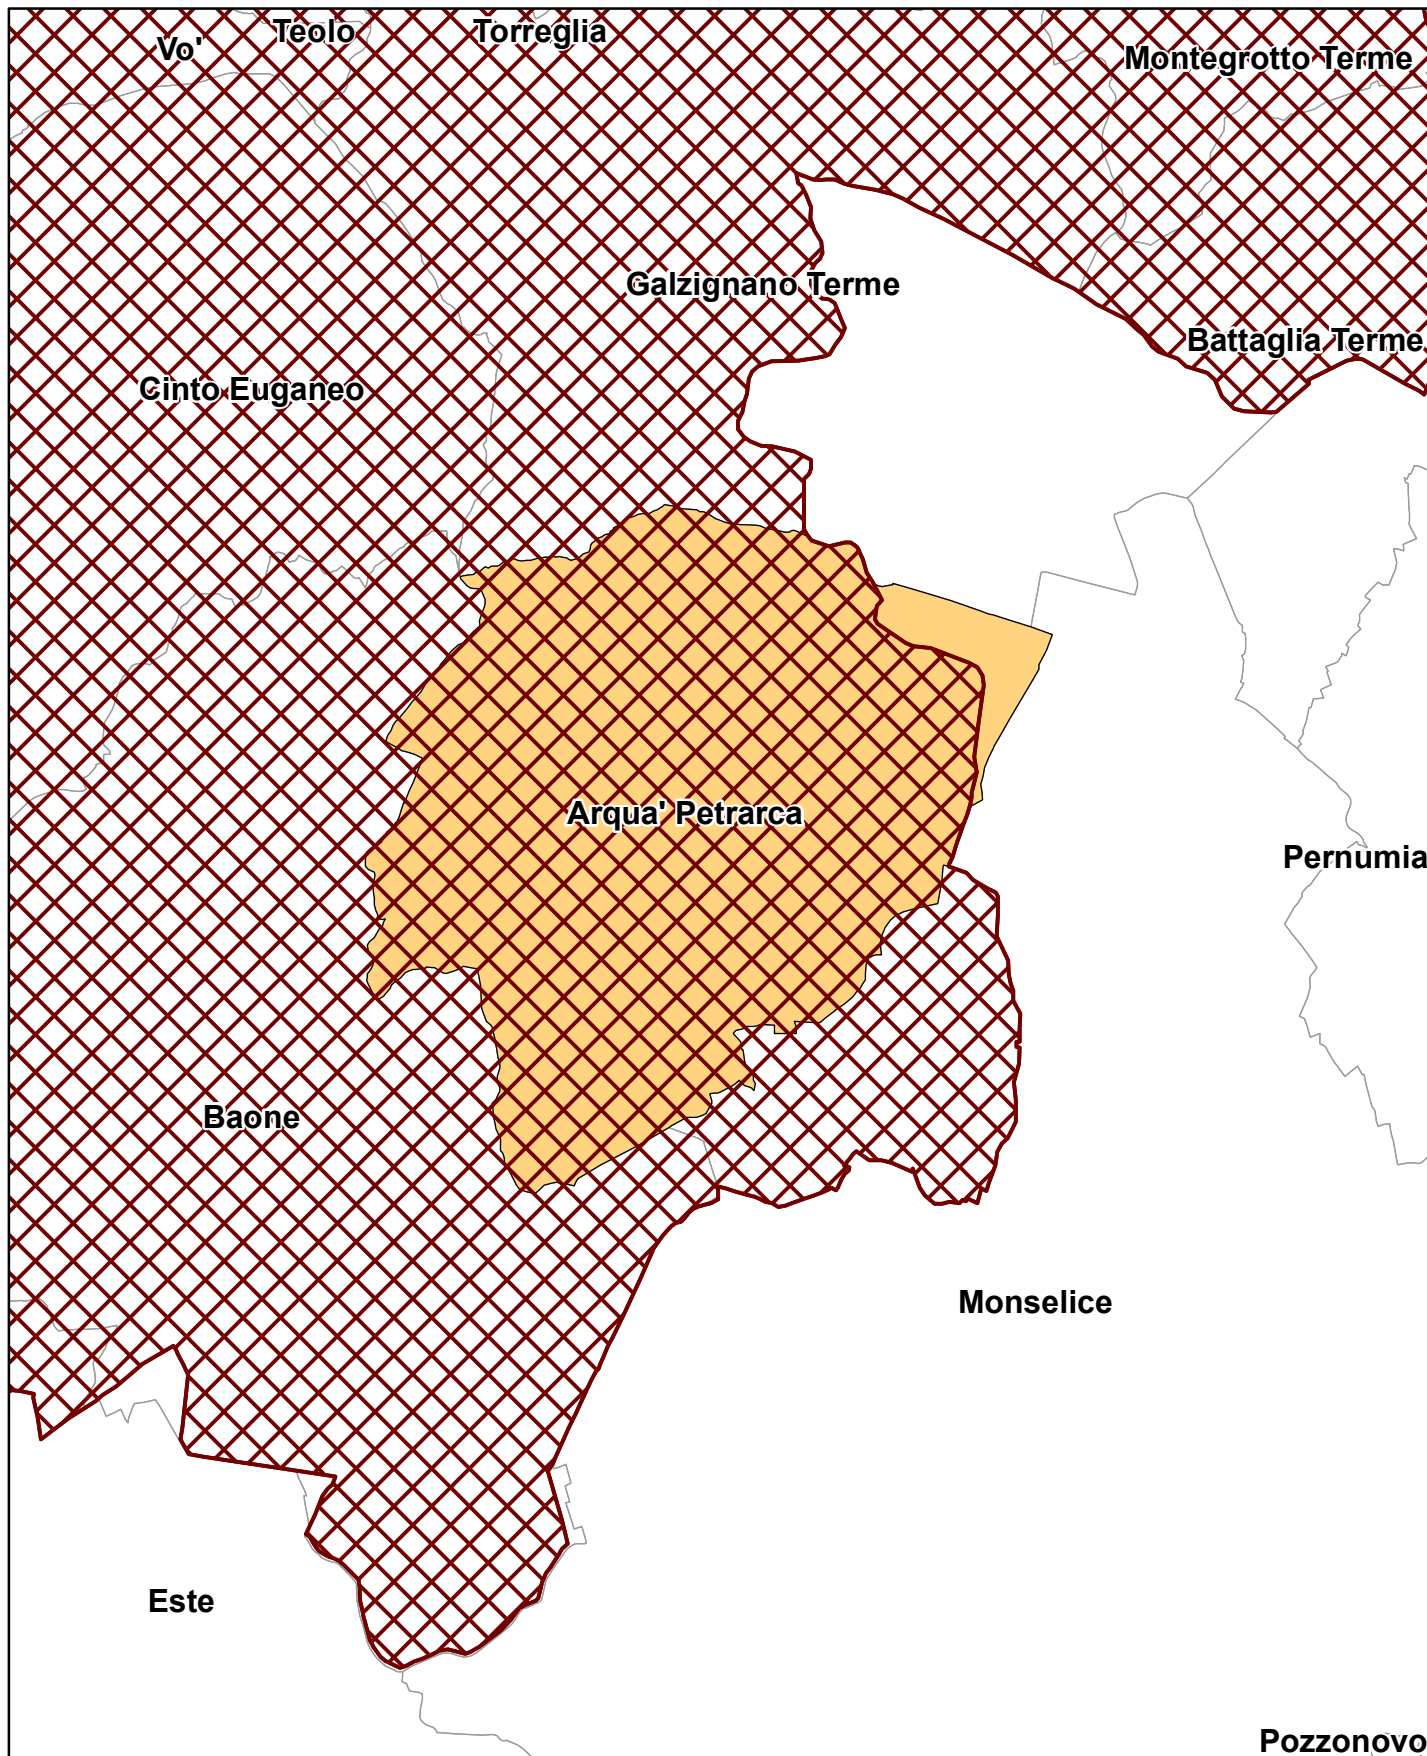 Teolo
Torreglia
Vo'
Montegrotto Terme
Galzignano Terme
Battaglia Terme
Cinto Euganeo
Arqua' Petrarca
Pernumia
Baone
Monselice
Este
Pozzonovo